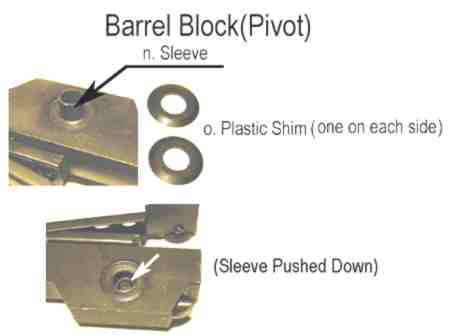 Barrel Block(Pivot)
n. Sleeve
o. Plastic Shim (one on each side)
(Sleeve Pushed Down)